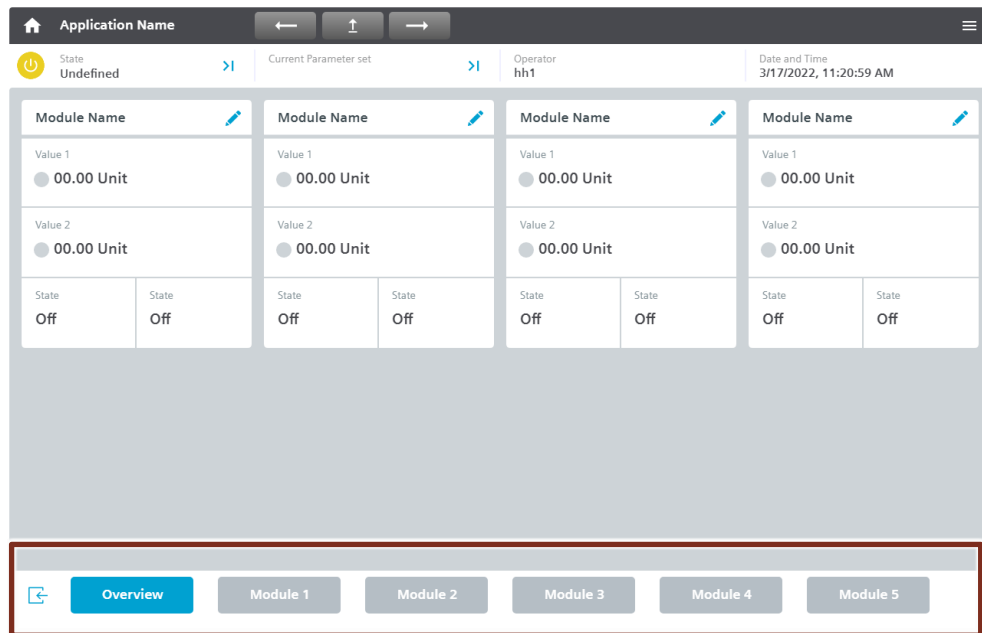 Application Name
State
Undefined
Current Parameter set
Operator
hh1
Date and Time
3/17/2022, 11:20:59 AM
Module Name
Value 1
00.00 Unit
Value 2
00.00 Unit
State
Off
State
Off
Module Name
Value 1
00.00 Unit
Value 2
00.00 Unit
State
Off
State
Off
Module Name
Value 1
00.00 Unit
Value 2
00.00 Unit
State
Off
State
Off
Module Name
Value 1
00.00 Unit
Value 2
00.00 Unit
State
Off
State
Off
Overview
Module 1
Module 2
Module 3
Module 4
Module 5